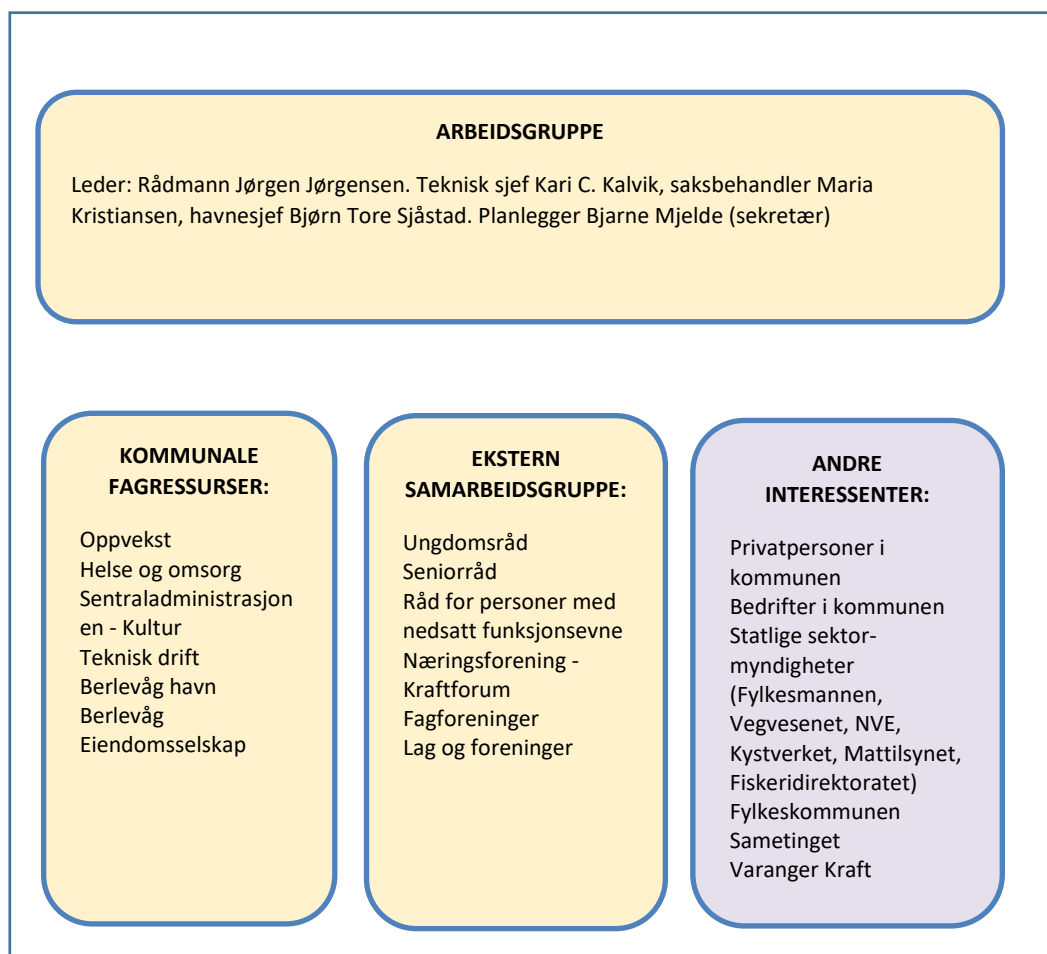 ARBEIDSGRUPPE
Leder: Rådmann Jørgen Jørgensen. Teknisk sjef Kari C. Kalvik, saksbehandler Maria
Kristiansen, havnesjef Bjørn Tore Sjåstad. Planlegger Bjarne Mjelde (sekretær)
KOMMUNALE
FAGRESSURSER:
Oppvekst
Helse og omsorg
Sentraladministrasjon
en - Kultur
Teknisk drift
Berlevåg havn
Berlevåg
Eiendomsselskap
EKSTERN
SAMARBEIDSGRUPPE:
Ungdomsråd
Seniorråd
Råd for personer med
nedsatt funksjonsevne
Næringsforening -
Kraftforum
Fagforeninger
Lag og foreninger
ANDRE
INTERESSENTER:
Privatpersoner i
kommunen
Bedrifter i kommunen
Statlige sektor-
myndigheter
(Fylkesmannen,
Vegvesenet, NVE,
Kystverket, Mattilsynet,
Fiskeridirektoratet)
Fylkeskommunen
Sametinget
Varanger Kraft